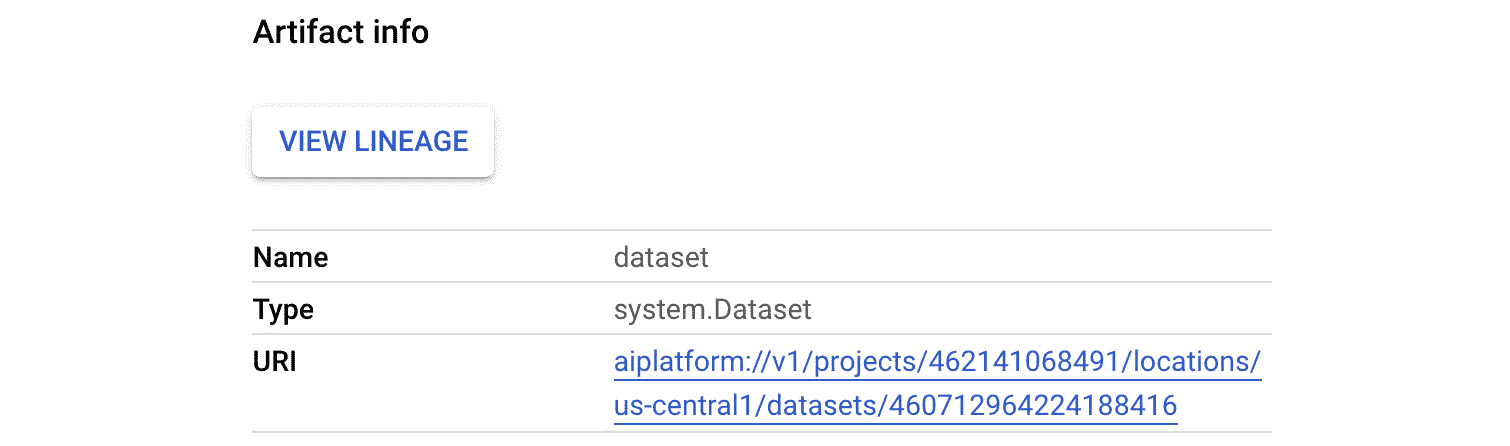 Artifact info
VIEW LINEAGE
Name dataset
Type system.Dataset
URI aiplatform://v1/projects/462141068491/locations/
us-central1/datasets/460712964224188416